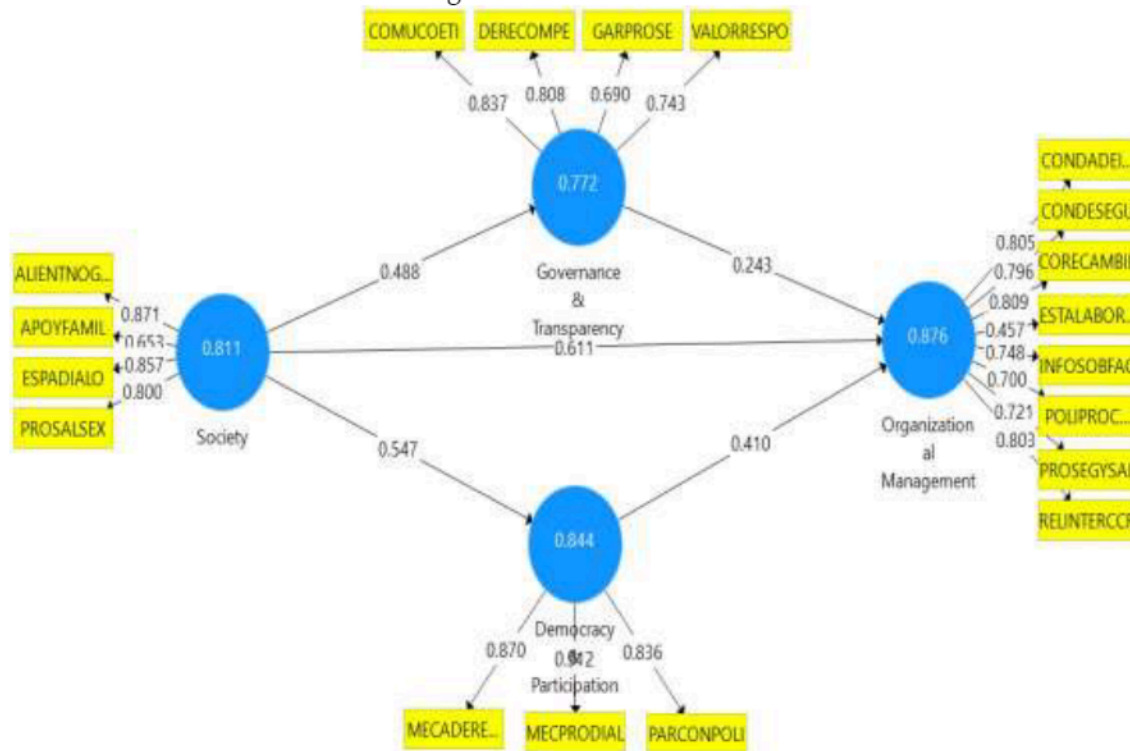 COMUCOETI
DERECOMPE
GARPROSE
VALORRESPO
0.837
0.808
0.690
0.743
0.772
Governance
&
Transparency
ALIENTNOG...
APOYFAMIL
ESPADIALO
PROSALSEX
0.871
0.653
0.857
0.800
0.811
Society
0.488
0.243
0.611
0.547
0.410
0.876
Organization
al
Management
0.805
0.796
0.809
0.457
0.748
0.700
0.721
0.803
CONDADEI...
CONDESEGU
CORECAMBI
ESTALABOR...
INFOSOBFAC
POLIPROC...
PROSEGYSA
RELINTERCCF
0.844
Democracy
&
Participation
0.870
0.912
0.836
MECADERE...
MECPRODIAL
PARCONPOLI